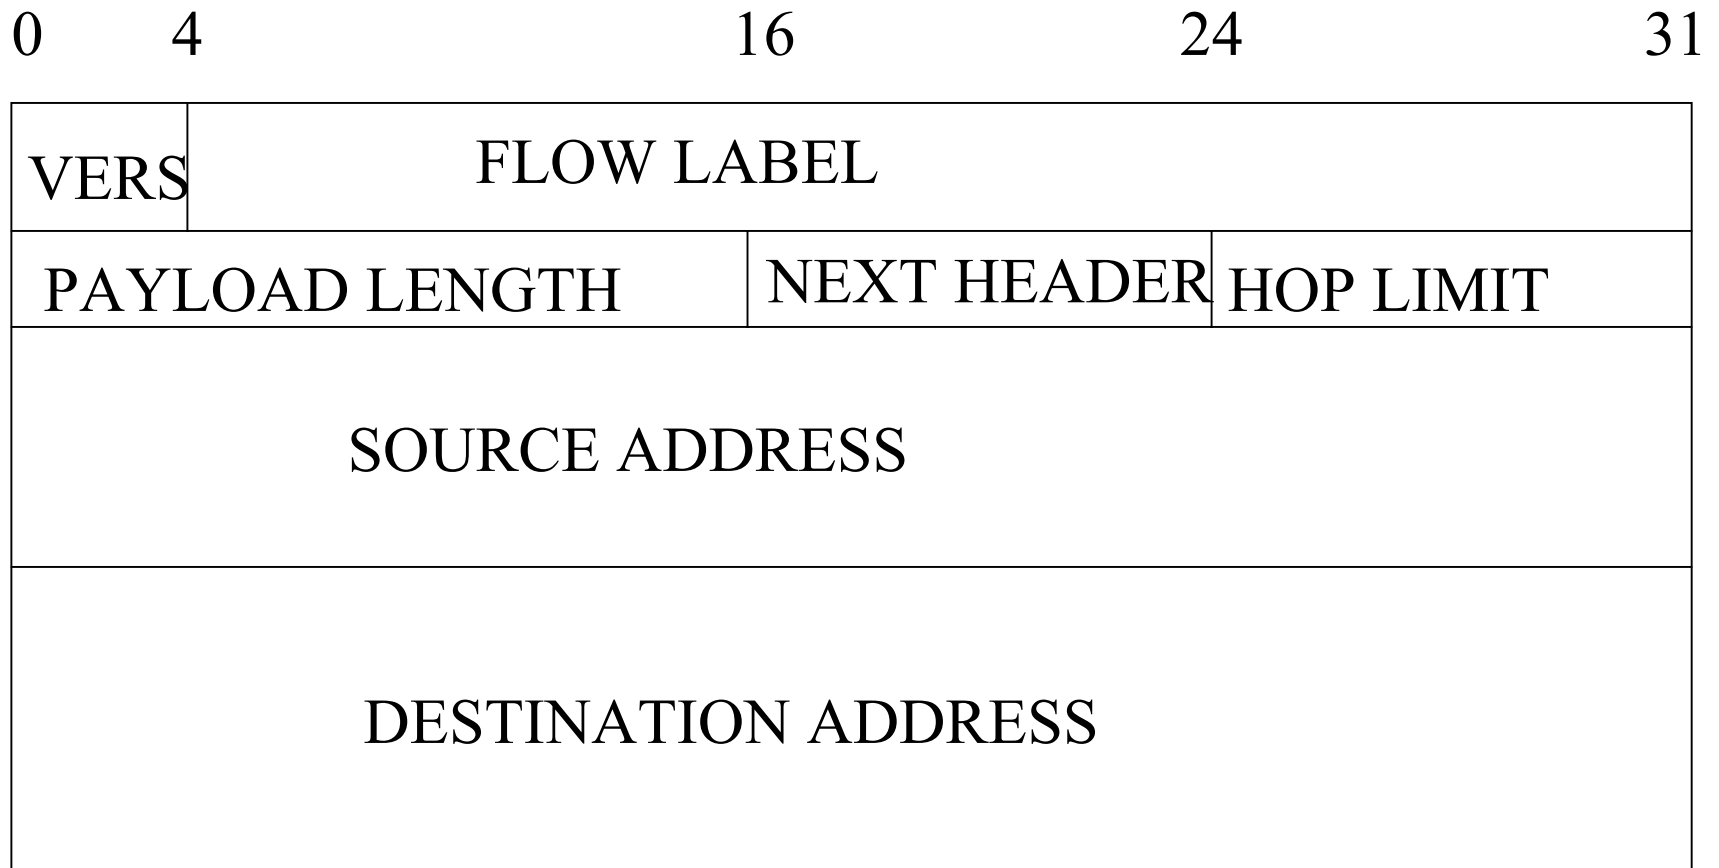 0 4 16 24 31
VERS FLOW LABEL
PAYLOAD LENGTH NEXT HEADER HOP LIMIT
SOURCE ADDRESS
DESTINATION ADDRESS